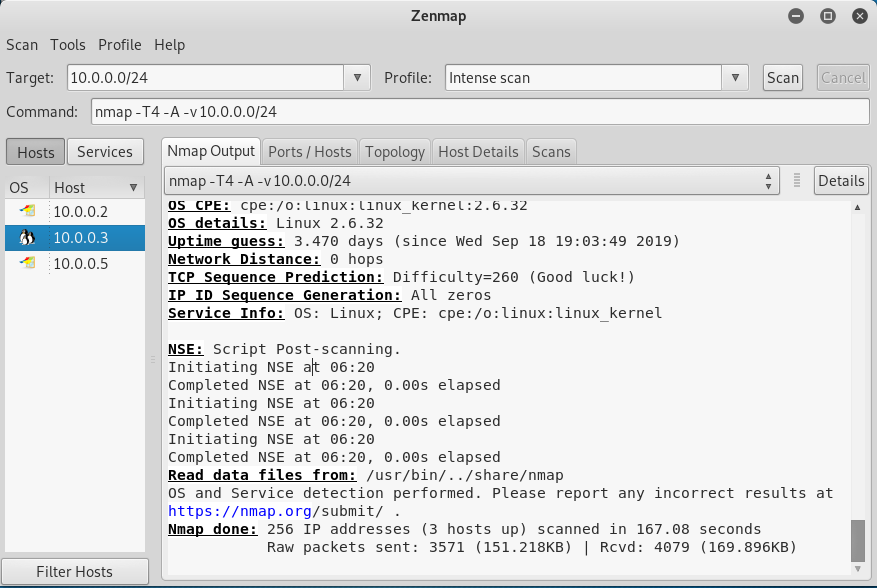 Zenmap
Scan Tools Profile Help
Target: 10.0.0.0/24 Profile: Intense scan Scan Cancel
Command: nmap -T4 -A -v 10.0.0.0/24
Hosts Services
Nmap Output Ports / Hosts Topology Host Details Scans
OS Host
nmap -T4 -A -v 10.0.0.0/24 Details
10.0.0.2
10.0.0.3
10.0.0.5
OS CPE: cpe:/o:linux:linux_kernel:2.6.32
OS details: Linux 2.6.32
Uptime guess: 3.470 days (since Wed Sep 18 19:03:49 2019)
Network Distance: 0 hops
TCP Sequence Prediction: Difficulty=260 (Good luck!)
IP ID Sequence Generation: All zeros
Service Info: OS: Linux; CPE: cpe:/o:linux:linux_kernel
NSE: Script Post-scanning.
Initiating NSE at 06:20
Completed NSE at 06:20, 0.00s elapsed
Initiating NSE at 06:20
Completed NSE at 06:20, 0.00s elapsed
Initiating NSE at 06:20
Completed NSE at 06:20, 0.00s elapsed
Read data files from: /usr/bin/../share/nmap
OS and Service detection performed. Please report any incorrect results at
https://nmap.org/submit/ .
Nmap done: 256 IP addresses (3 hosts up) scanned in 167.08 seconds
Raw packets sent: 3571 (151.218KB) | Rcvd: 4079 (169.896KB)
Filter Hosts